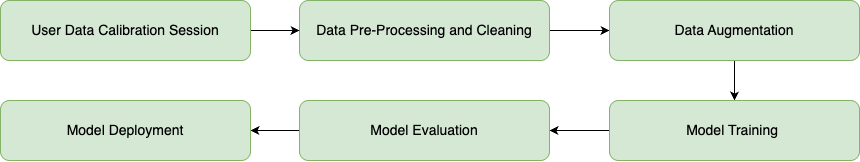 User Data Calibration Session
Data Pre-Processing and Cleaning
Data Augmentation
Model Deployment
Model Evaluation
Model Training